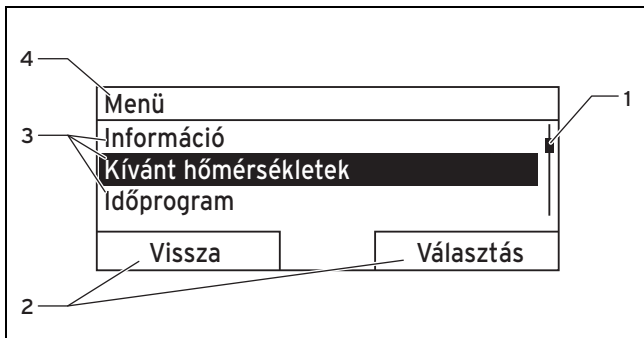 4
Menü
1
3
Információ
Kívánt hőmérsékletek
Időprogram
Vissza
Választás
2